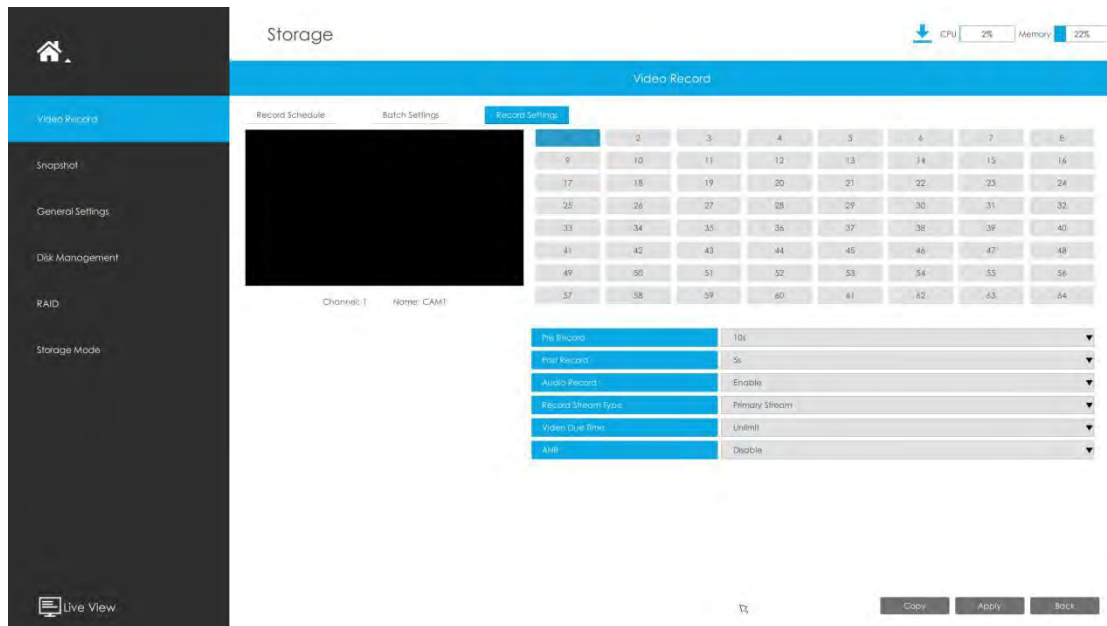 Storage
CPU 2% Memory 22%
Video Record
Video Record
Snapshot
General Settings
Disk Management
RAID
Storage Mode
Live View
Record Schedule Batch Settings Record Settings
1 2 3 4 5 6 7 8
9 10 11 12 13 14 15 16
17 18 19 20 21 22 23 24
25 26 27 28 29 30 31 32
33 34 35 36 37 38 39 40
41 42 43 44 45 46 47 48
49 50 51 52 53 54 55 56
57 58 59 60 61 62 63 64
Channel: 1 Name: CAM1
Pre Record 10s
Post Record 5s
Audio Record Enable
Record Stream Type Primary Stream
Video Due Time Unlimit
ANR Disable
Copy Apply Back